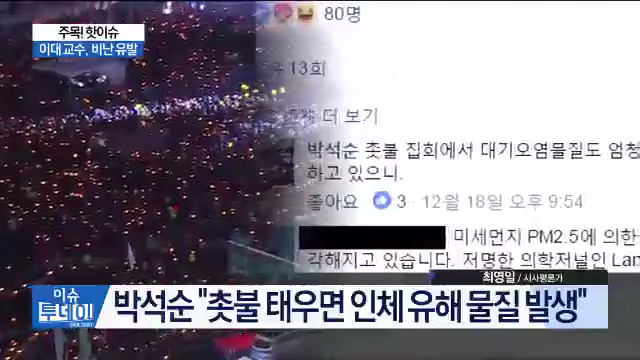 주목! 핫이슈
이대 교수, 비난 유발
80명
13회
더 보기
박석순 촛불 집회에서 대기오염물질도 엄청
하고 있으니.
좋아요 3 · 12월 18일 오후 9:54
미세먼지 PM2.5에 의한
각해지고 있습니다. 저명한 의학저널인 Lan
최영일 / 시사평론가
이슈
투데이
박석순 "촛불 태우면 인체 유해 물질 발생"